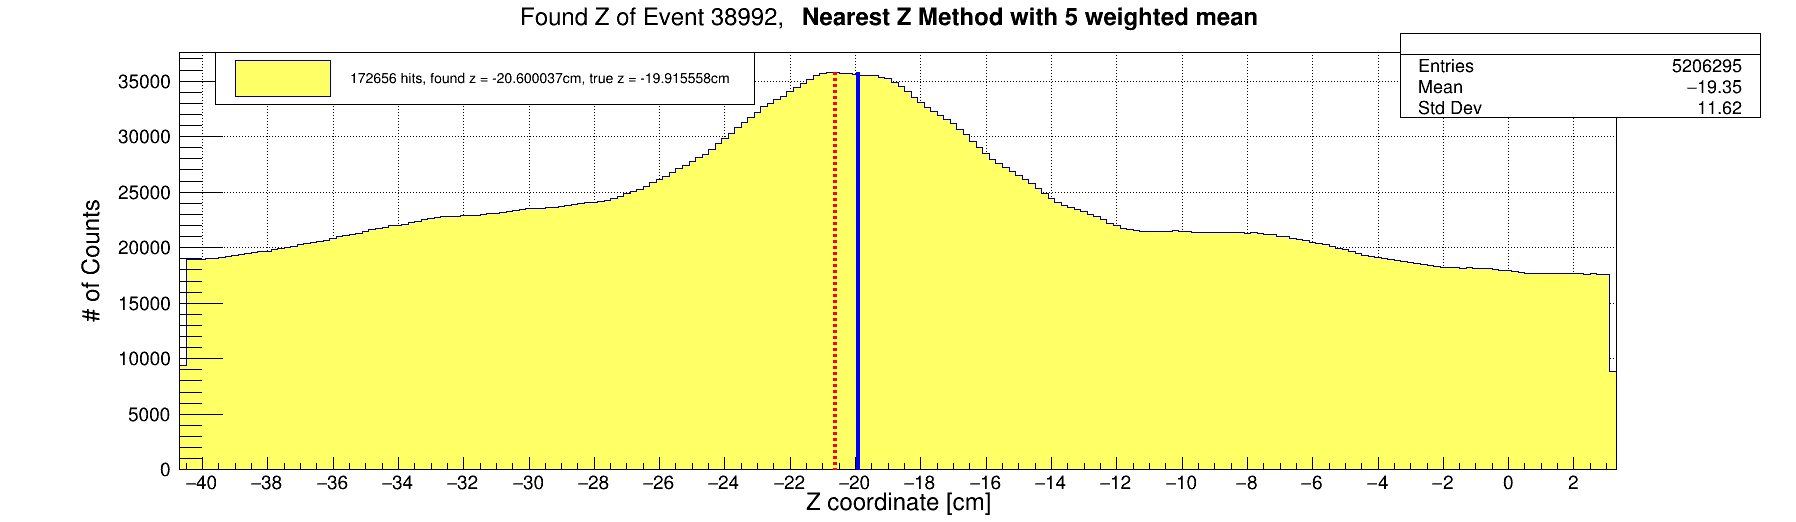 Found Z of Event 38992, Nearest Z Method with 5 weighted mean
172656 hits, found z = -20.600037cm, true z = -19.915558cm
Entries 5206295
Mean −19.35
Std Dev 11.62
# of Counts
35000
30000
25000
20000
15000
10000
5000
0
−40 −38 −36 −34 −32 −30 −28 −26 −24 −22 −20 −18 −16 −14 −12 −10 −8 −6 −4 −2 0 2
Z coordinate [cm]